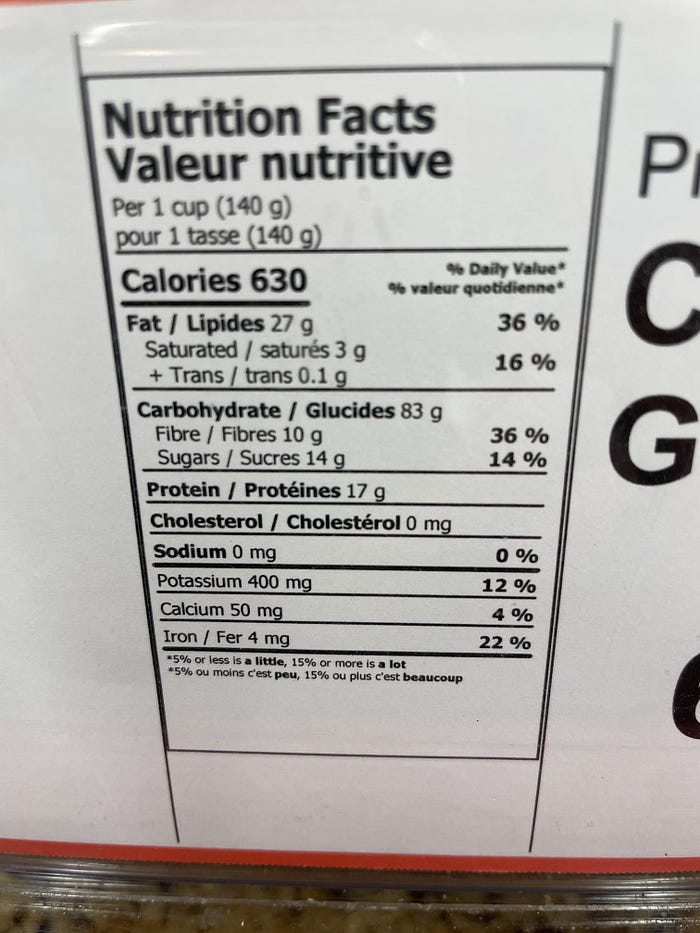 Nutrition Facts
Valeur nutritive
Per 1 cup (140 g)
pour 1 tasse (140 g)
Calories 630
% Daily Value*
% valeur quotidienne*
Fat / Lipides 27 g 36 %
Saturated / saturés 3 g
+ Trans / trans 0.1 g 16 %
Carbohydrate / Glucides 83 g
Fibre / Fibres 10 g 36 %
Sugars / Sucres 14 g 14 %
Protein / Protéines 17 g
Cholesterol / Cholestérol 0 mg
Sodium 0 mg 0 %
Potassium 400 mg 12 %
Calcium 50 mg 4 %
Iron / Fer 4 mg 22 %
*5% or less is a little, 15% or more is a lot
*5% ou moins c'est peu, 15% ou plus c'est beaucoup